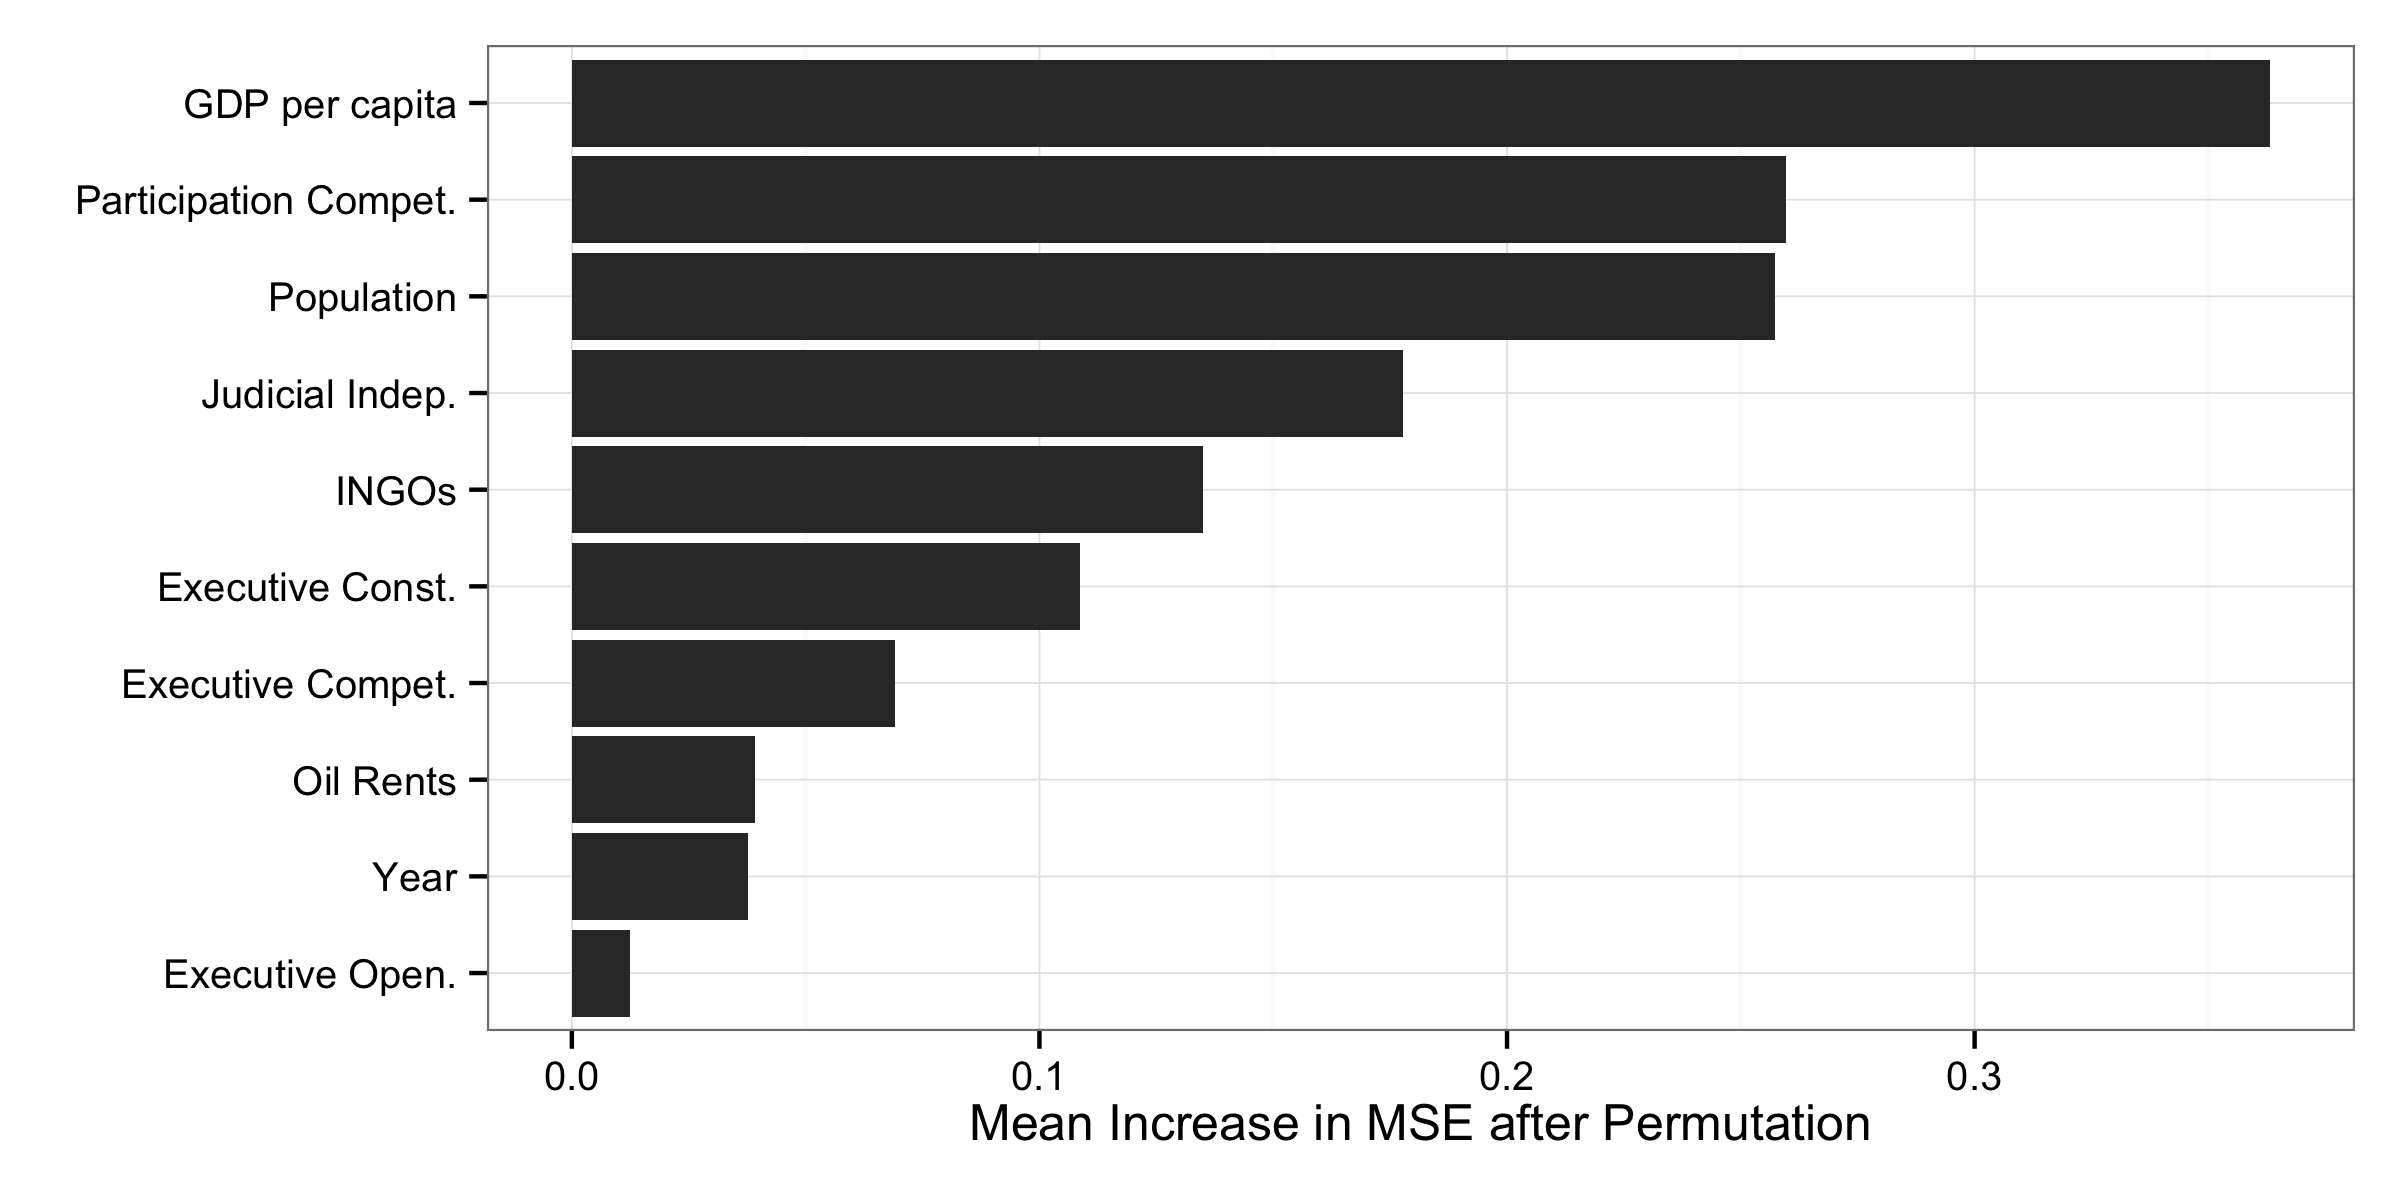 GDP per capita
Participation Compet.
Population
Judicial Indep.
INGOs
Executive Const.
Executive Compet.
Oil Rents
Year
Executive Open.
0.0 0.1 0.2 0.3
Mean Increase in MSE after Permutation